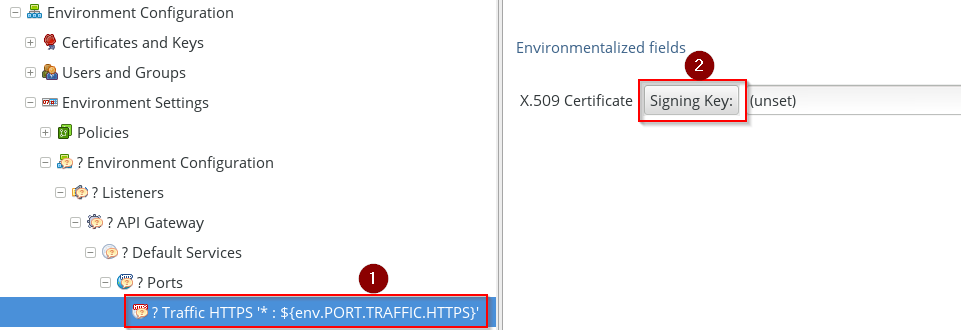 Environment Configuration
Certificates and Keys
Users and Groups
Environment Settings
Policies
? Environment Configuration
? Listeners
? API Gateway
? Default Services
? Ports
1
? Traffic HTTPS '* : ${env.PORT.TRAFFIC.HTTPS}'
Environmentalized fields
2
X.509 Certificate Signing Key: (unset)